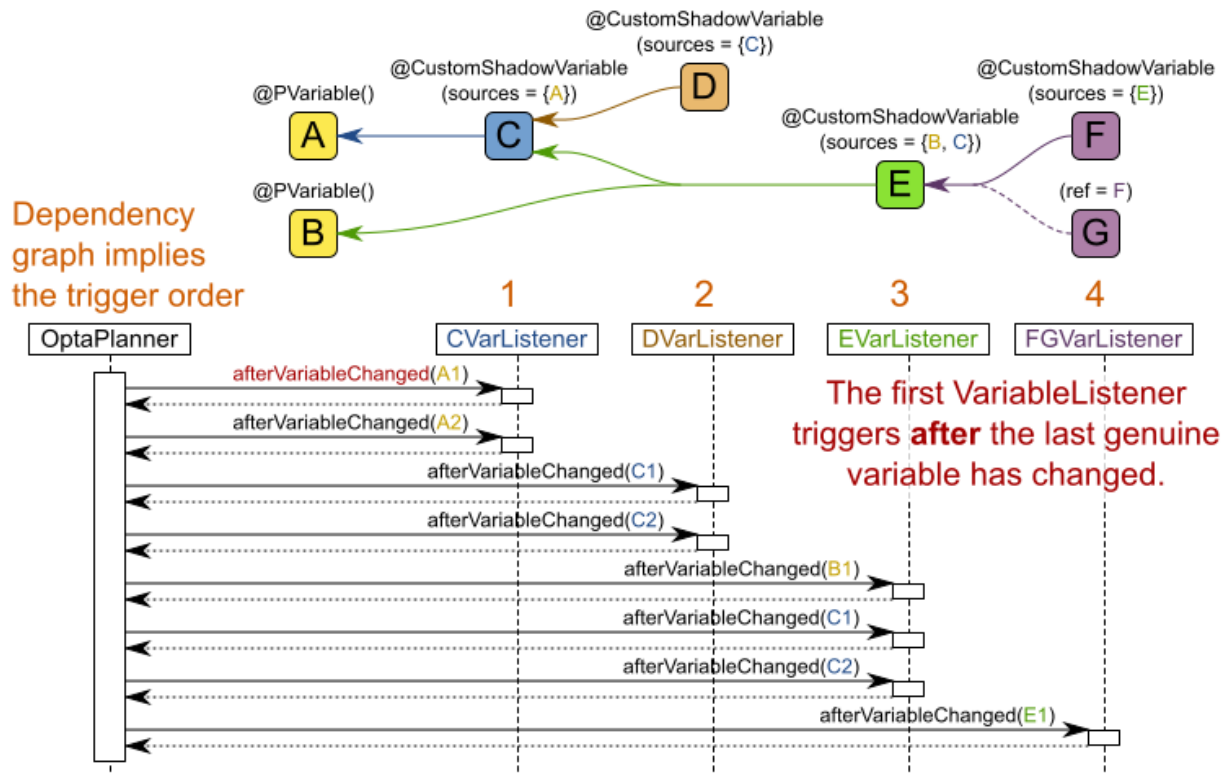 @CustomShadowVariable
(sources = {C})
@CustomShadowVariable
(sources = {A})
D
@CustomShadowVariable
(sources = {E})
@PVariable()
A
C
@CustomShadowVariable
(sources = {B, C})
F
E
@PVariable()
B
(ref = F)
G
Dependency
graph implies
the trigger order
1
2
3
4
OptaPlanner
CVarListener
DVarListener
EVarListener
FGVarListener
afterVariableChanged(A1)
The first VariableListener
triggers after the last genuine
variable has changed.
afterVariableChanged(A2)
afterVariableChanged(C1)
afterVariableChanged(C2)
afterVariableChanged(B1)
afterVariableChanged(C1)
afterVariableChanged(C2)
afterVariableChanged(E1)